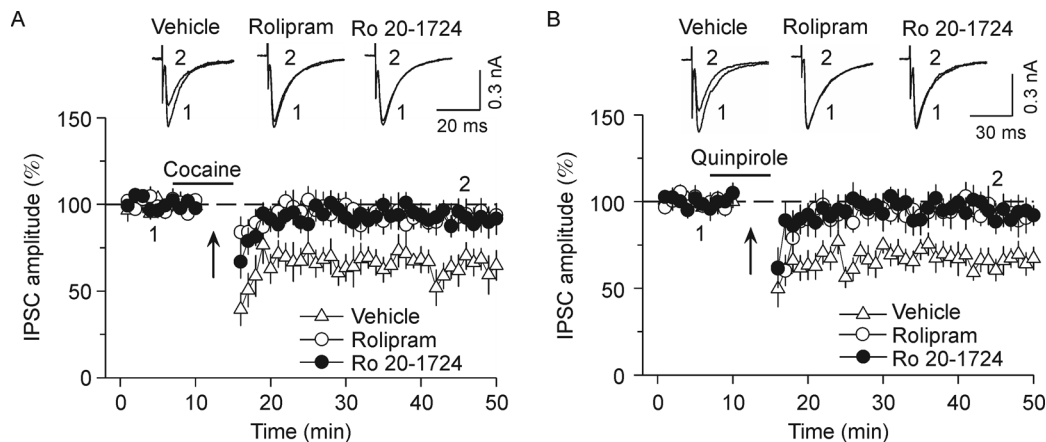 A
Vehicle
Rolipram
Ro 20-1724
2
2
2
1
1
0.3 nA
20 ms
150
100
50
0
IPSC amplitude (%)
Cocaine
1
2
Vehicle
Rolipram
Ro 20-1724
0 10 20 30 40 50
Time (min)
B
Vehicle
Rolipram
Ro 20-1724
2
2
2
1
1
0.3 nA
30 ms
150
100
50
0
IPSC amplitude (%)
Quinpirole
1
2
Vehicle
Rolipram
Ro 20-1724
0 10 20 30 40 50
Time (min)